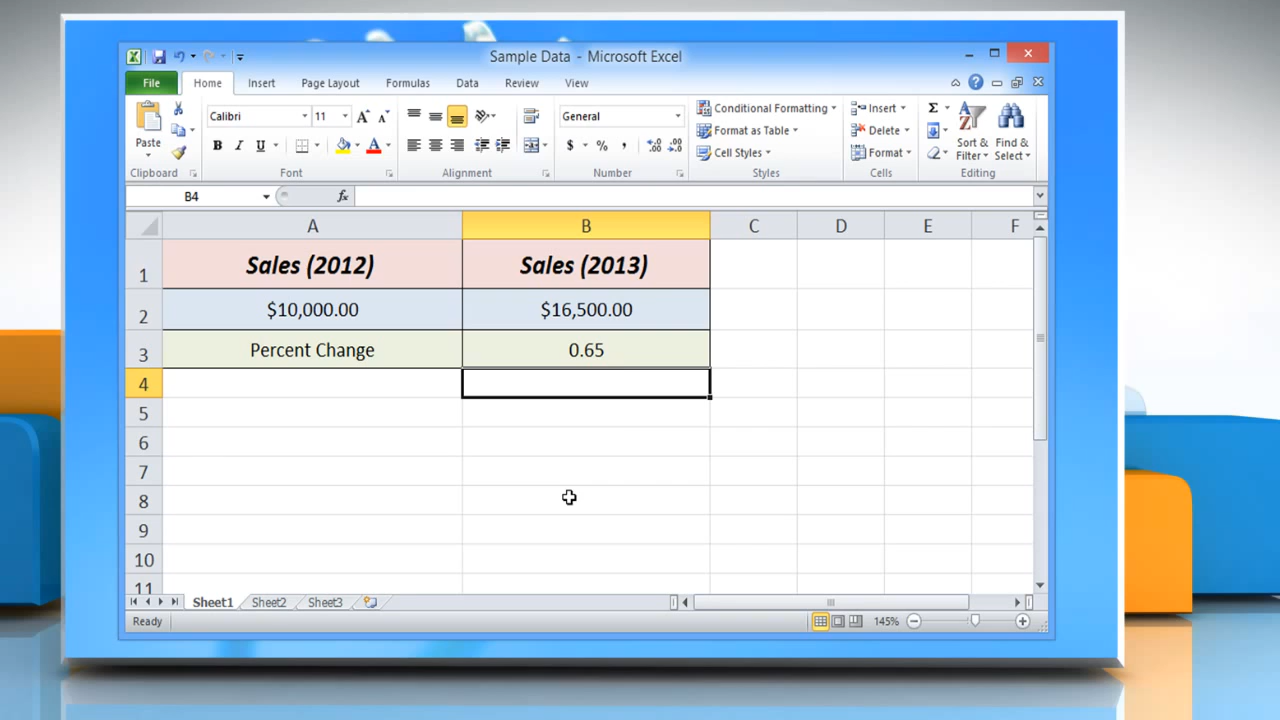 Sample Data - Microsoft Excel
File Home Insert Page Layout Formulas Data Review View
Paste
Calibri 11
B I U A
General
$ % ,
Conditional Formatting
Format as Table
Cell Styles
Insert
Delete
Format
Σ
Sort & Filter
Find & Select
Clipboard Font Alignment Number Styles Cells Editing
B4 fx
A B C D E F
1 Sales (2012) Sales (2013)
2 $10,000.00 $16,500.00
3 Percent Change 0.65
4
5
6
7
8
9
10
11
Sheet1 Sheet2 Sheet3
Ready 145%